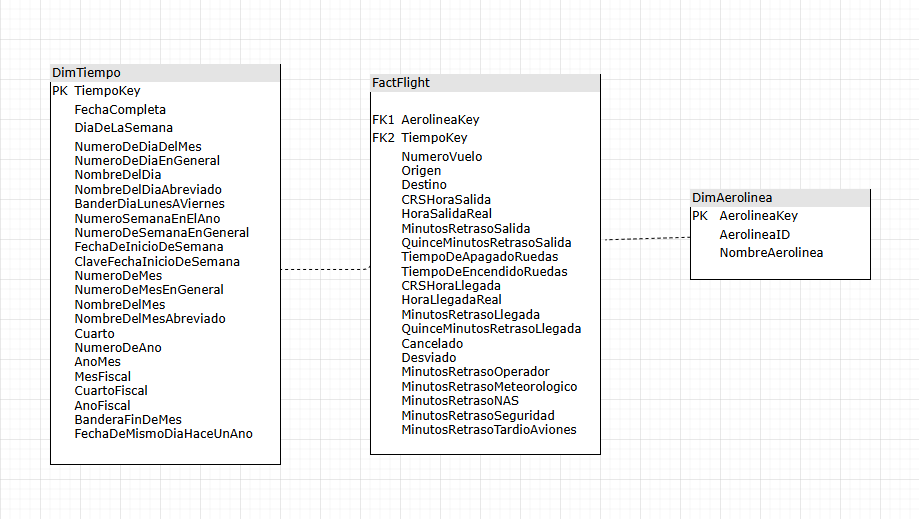 DimTiempo
PK TiempoKey
FechaCompleta
DiaDeLaSemana
NumeroDeDiaDelMes
NumeroDeDiaEnGeneral
NombreDelDia
NombreDelDiaAbreviado
BanderDiaLunesAViernes
NumeroSemanaEnElAno
NumeroDeSemanaEnGeneral
FechaDeInicioDeSemana
ClaveFechaInicioDeSemana
NumeroDeMes
NumeroDeMesEnGeneral
NombreDelMes
NombreDelMesAbreviado
Cuarto
NumeroDeAno
AnoMes
MesFiscal
CuartoFiscal
AnoFiscal
BanderaFinDeMes
FechaDeMismoDiaHaceUnAno
FactFlight
FK1 AerolineaKey
FK2 TiempoKey
NumeroVuelo
Origen
Destino
CRSHoraSalida
HoraSalidaReal
MinutosRetrasoSalida
QuinceMinutosRetrasoSalida
TiempoDeApagadoRuedas
TiempoDeEncendidoRuedas
CRSHoraLlegada
HoraLlegadaReal
MinutosRetrasoLlegada
QuinceMinutosRetrasoLlegada
Cancelado
Desviado
MinutosRetrasoOperador
MinutosRetrasoMeteorologico
MinutosRetrasoNAS
MinutosRetrasoSeguridad
MinutosRetrasoTardioAviones
DimAerolinea
PK AerolineaKey
AerolineaID
NombreAerolinea